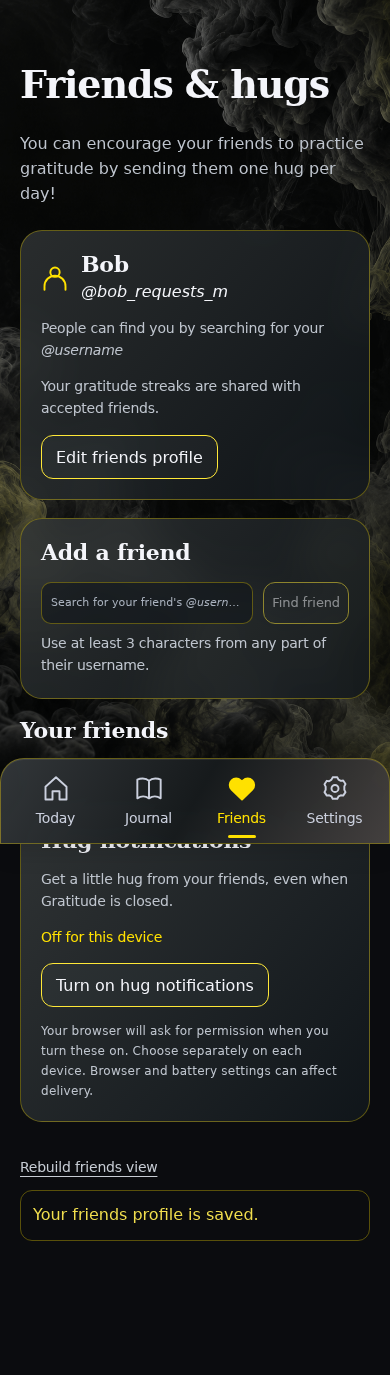 Friends & hugs
You can encourage your friends to practice
gratitude by sending them one hug per
day!
Bob
@bob_requests_m
People can find you by searching for your
@username
Your gratitude streaks are shared with
accepted friends.
Edit friends profile
Add a friend
Search for your friend's @usern...
Find friend
Use at least 3 characters from any part of
their username.
Your friends
Today
Journal
Friends
Settings
Hug notifications
Get a little hug from your friends, even when
Gratitude is closed.
Off for this device
Turn on hug notifications
Your browser will ask for permission when you
turn these on. Choose separately on each
device. Browser and battery settings can affect
delivery.
Rebuild friends view
Your friends profile is saved.